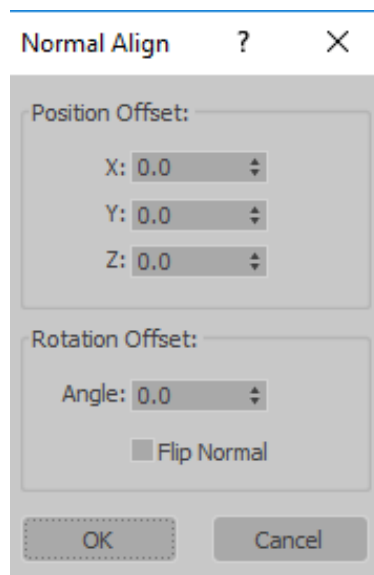 Normal Align ? ×
Position Offset:
X: 0.0
Y: 0.0
Z: 0.0
Rotation Offset:
Angle: 0.0
Flip Normal
OK Cancel